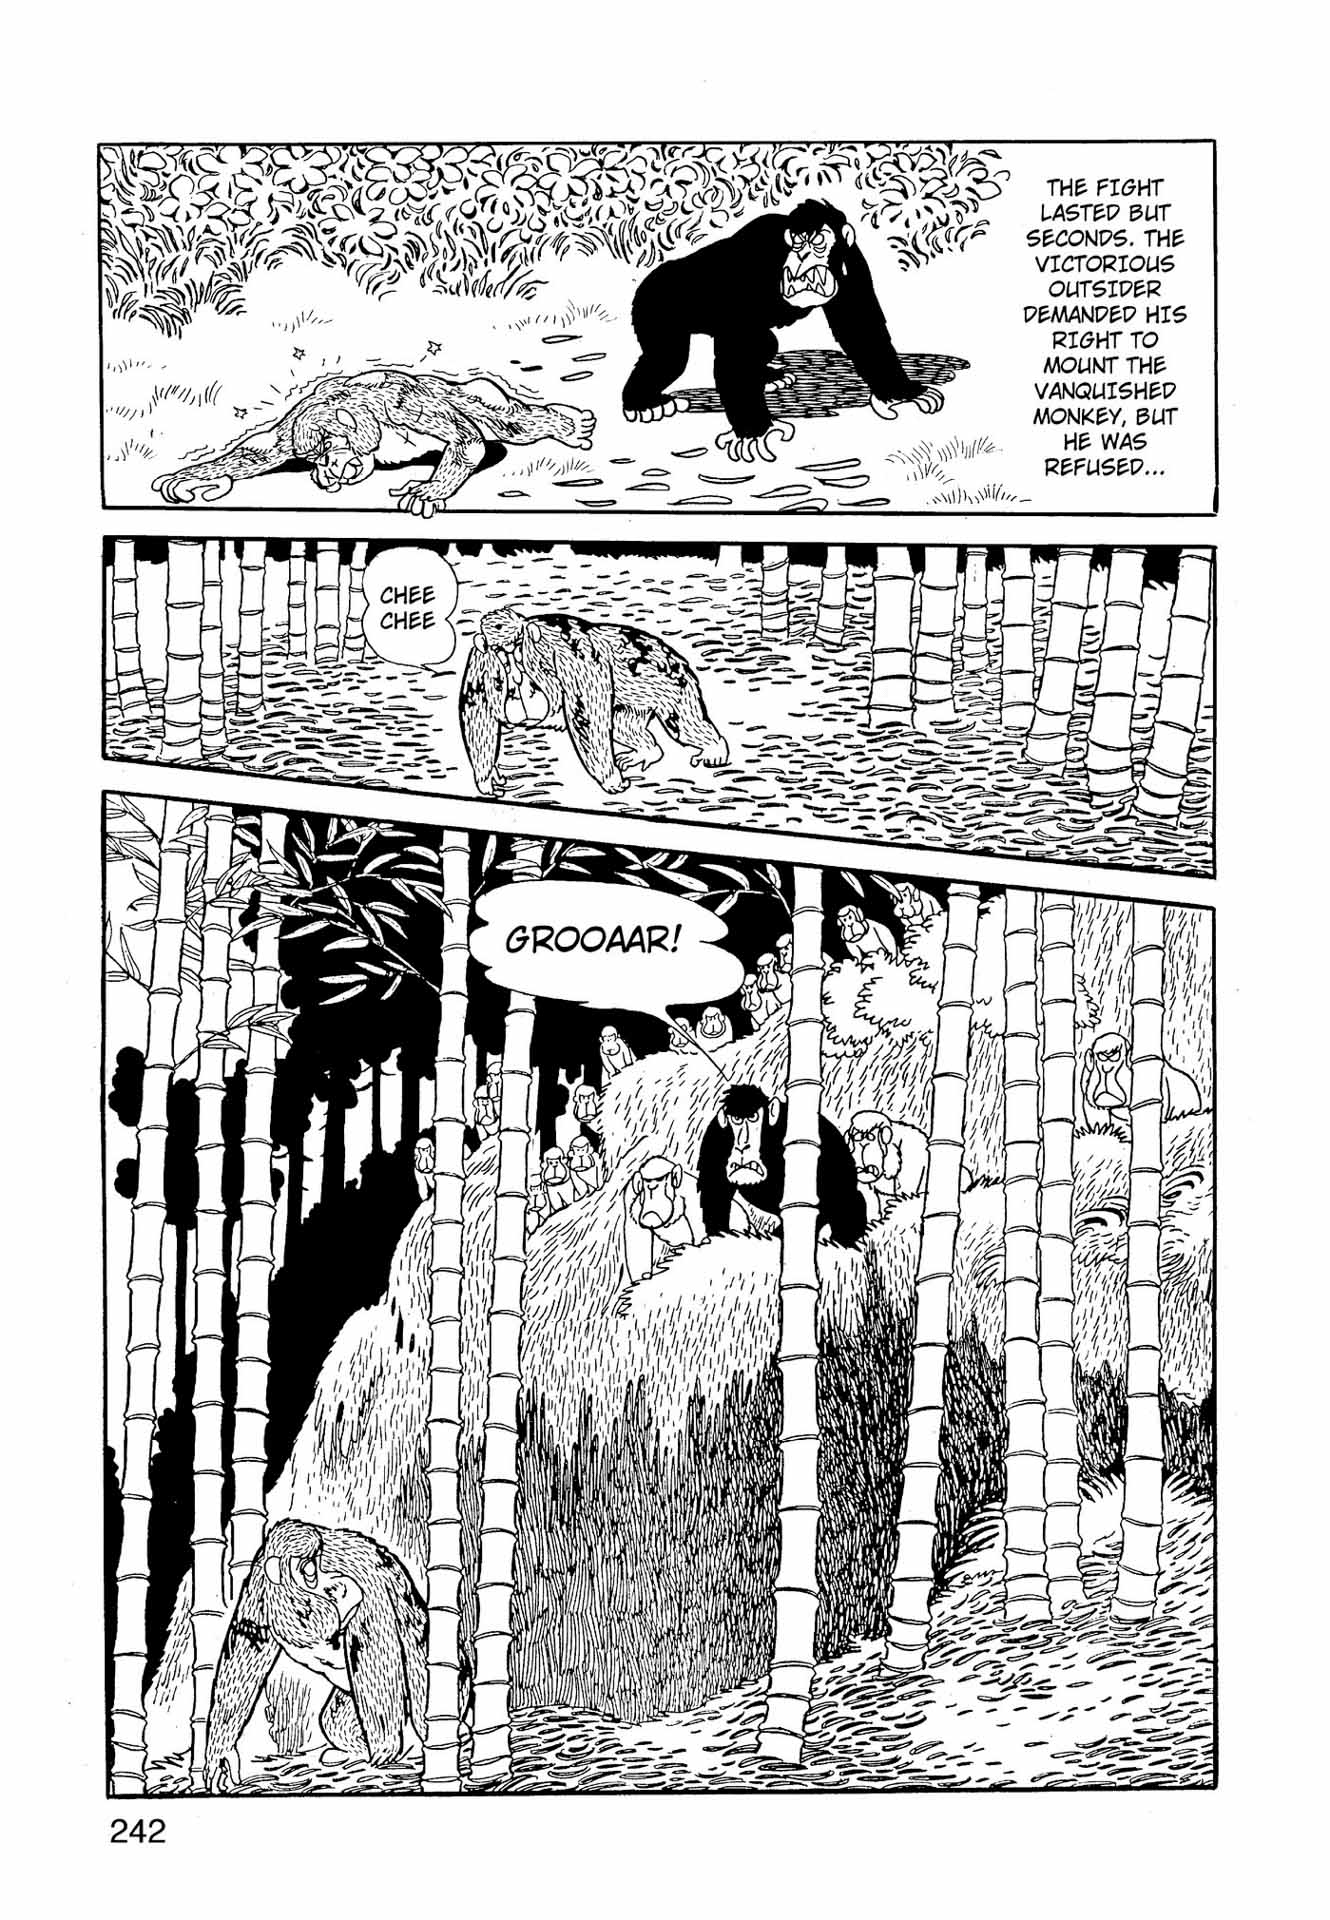 THE FIGHT
LASTED BUT
SECONDS. THE
VICTORIOUS
OUTSIDER
DEMANDED HIS
RIGHT TO
MOUNT THE
VANQUISHED
MONKEY, BUT
HE WAS
REFUSED...
CHEE
CHEE
GROOAAR!
242